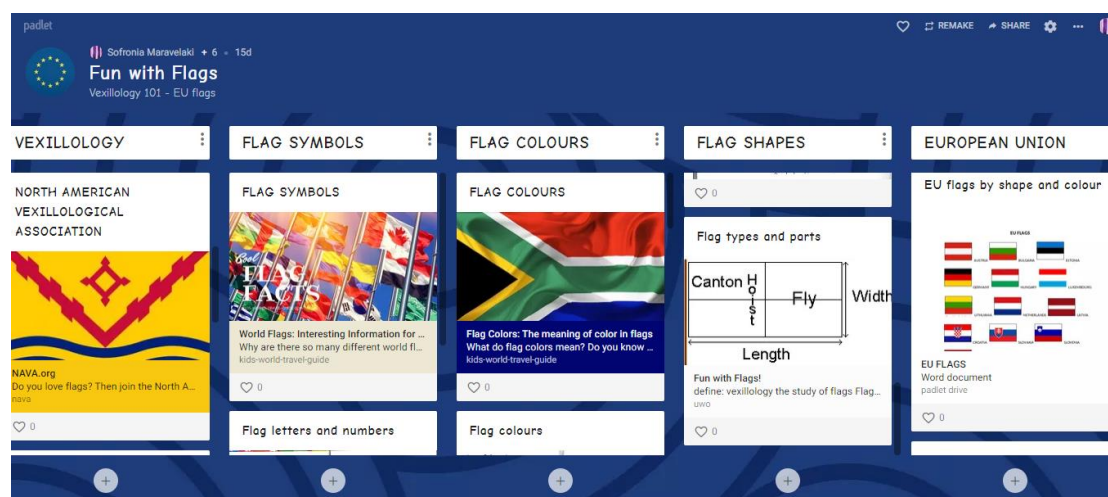 padlet
REMAKE
SHARE
Sofronia Maravelaki + 6 • 15d
Fun with Flags
Vexillology 101 - EU flags
VEXILLOLOGY
NORTH AMERICAN
VEXILLOLOGICAL
ASSOCIATION
NAVA.org
Do you love flags? Then join the North A...
nava
0
FLAG SYMBOLS
FLAG SYMBOLS
FLAG FACTS
World Flags: Interesting Information for ...
Why are there so many different world fl...
kids-world-travel-guide
0
Flag letters and numbers
FLAG COLOURS
FLAG COLOURS
Flag Colors: The meaning of color in flags
What do flag colors mean? Do you know ...
kids-world-travel-guide
0
Flag colours
FLAG SHAPES
0
Flag types and parts
Canton
Hoist
Fly
Width
Length
Fun with Flags!
define: vexillology the study of flags Flag...
uwo
0
EUROPEAN UNION
EU flags by shape and colour
EU FLAGS
EU FLAGS
Word document
padlet drive
0